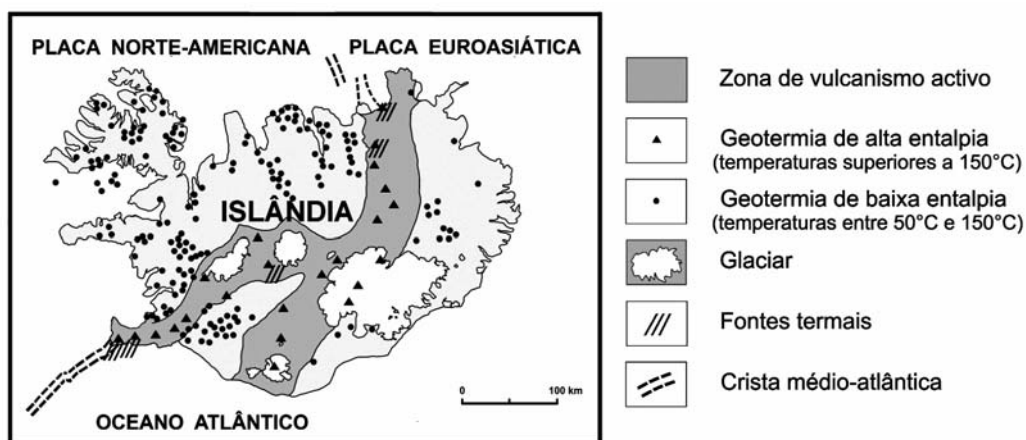 PLACA NORTE-AMERICANA
PLACA EUROASIÁTICA
ISLÂNDIA
0
100 km
OCEANO ATLÂNTICO
Zona de vulcanismo activo
Geotermia de alta entalpia
(temperaturas superiores a 150°C)
Geotermia de baixa entalpia
(temperaturas entre 50°C e 150°C)
Glaciar
Fontes termais
Crista médio-atlântica